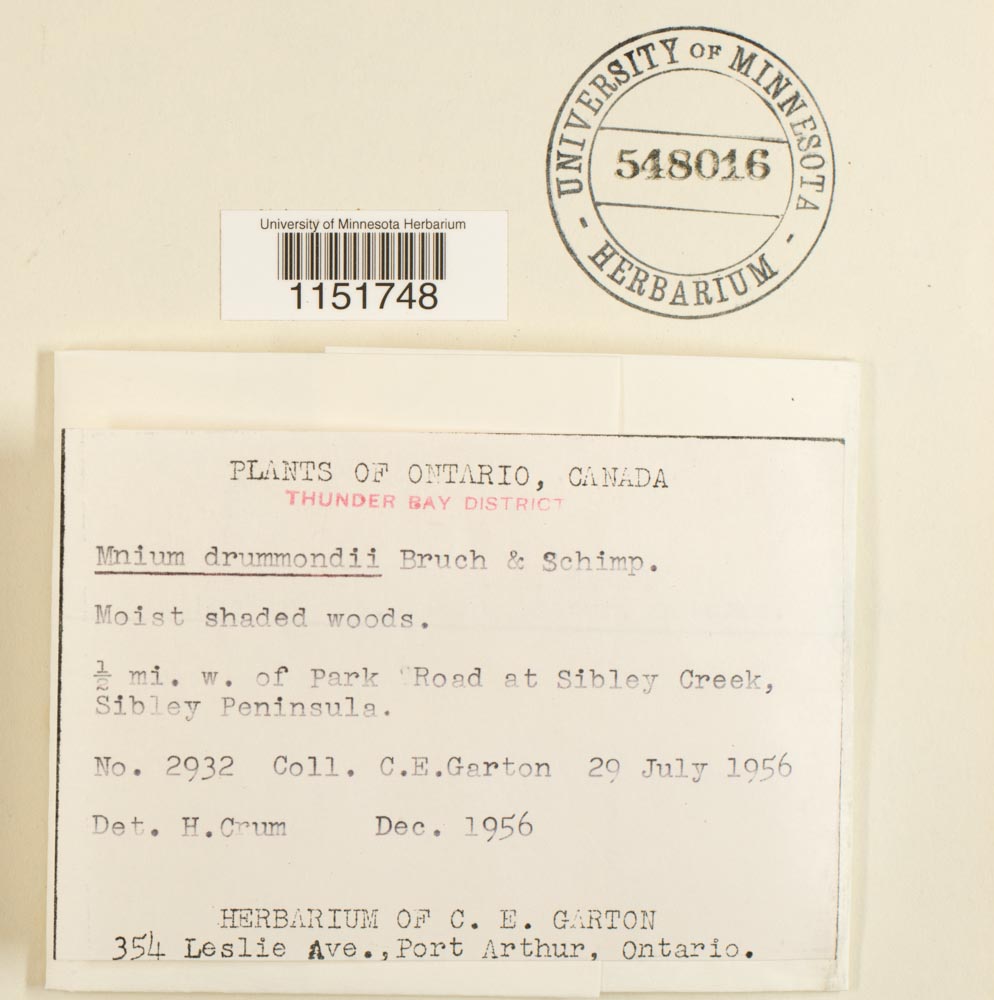 UNIVERSITY OF MINNESOTA
548016
- HERBARIUM -
University of Minnesota Herbarium
1151748
PLANTS OF ONTARIO, CANADA
THUNDER BAY DISTRICT
Mnium drummondii Bruch & Schimp.
Moist shaded woods.
½ mi. w. of Park Road at Sibley Creek,
Sibley Peninsula.
No. 2932 Coll. C.E.Garton 29 July 1956
Det. H.Crum Dec. 1956
HERBARIUM OF C. E. GARTON
354 Leslie Ave.,Port Arthur, Ontario.